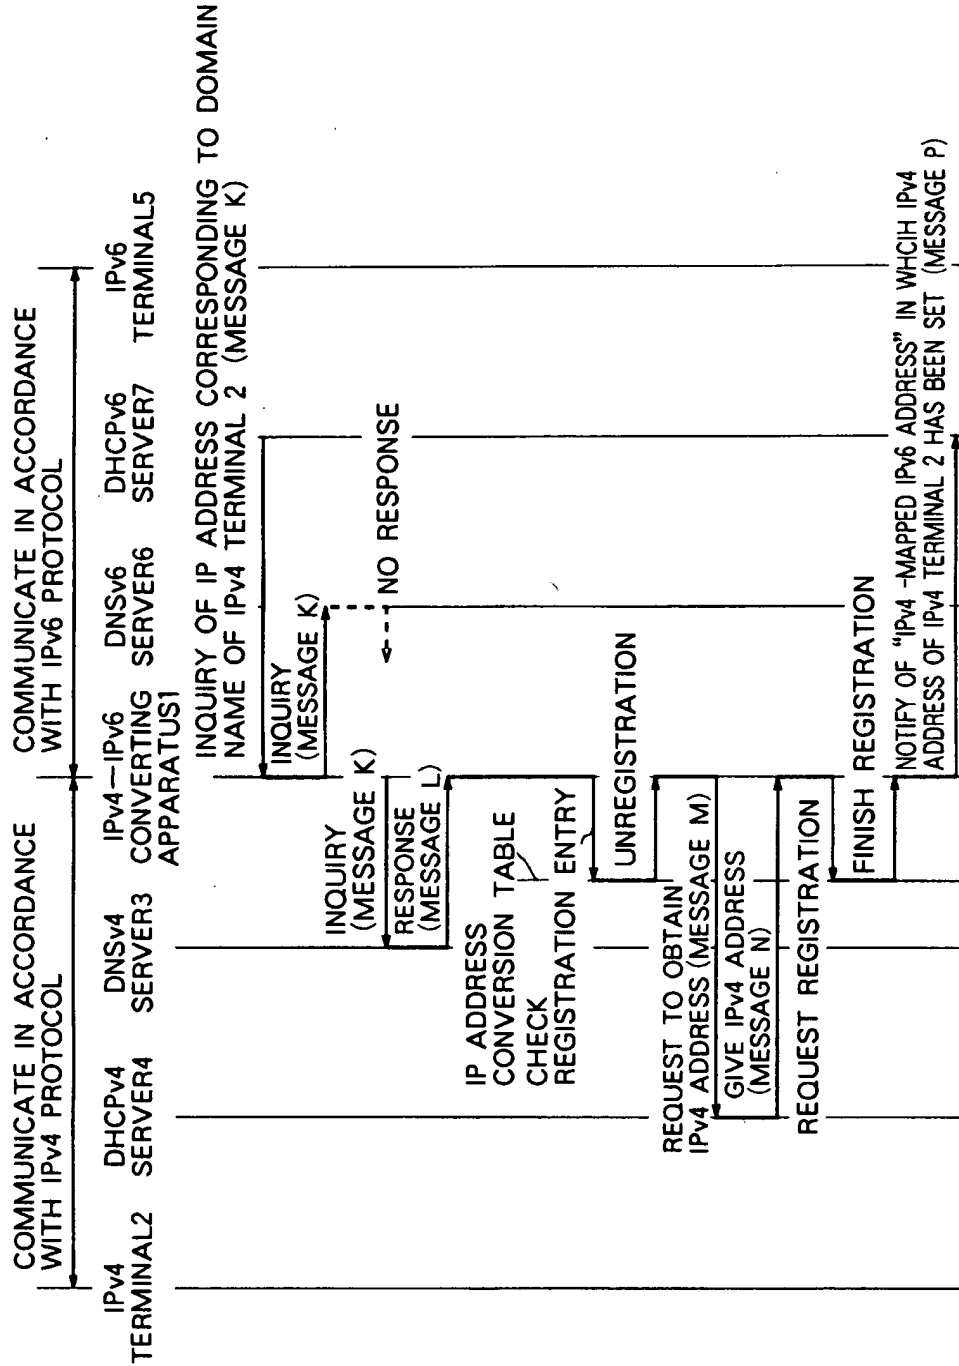 COMMUNICATE IN ACCORDANCE
WITH IPv4 PROTOCOL
COMMUNICATE IN ACCORDANCE
WITH IPv6 PROTOCOL
IPv4
TERMINAL2
DHCPv4
SERVER4
DNSv4
SERVER3
IPv4—IPv6
CONVERTING
APPARATUS1
DNSv6
SERVER6
DHCPv6
SERVER7
IPv6
TERMINAL5
INQUIRY OF IP ADDRESS CORRESPONDING TO DOMAIN
NAME OF IPv4 TERMINAL 2 (MESSAGE K)
INQUIRY
(MESSAGE K)
NO RESPONSE
INQUIRY
(MESSAGE K)
RESPONSE
(MESSAGE L)
IP ADDRESS
CONVERSION TABLE
CHECK
REGISTRATION ENTRY
UNREGISTRATION
REQUEST TO OBTAIN
IPv4 ADDRESS (MESSAGE M)
GIVE IPv4 ADDRESS
(MESSAGE N)
REQUEST REGISTRATION
FINISH REGISTRATION
NOTIFY OF "IPv4 -MAPPED IPv6 ADDRESS" IN WHCIH IPv4
ADDRESS OF IPv4 TERMINAL 2 HAS BEEN SET (MESSAGE P)